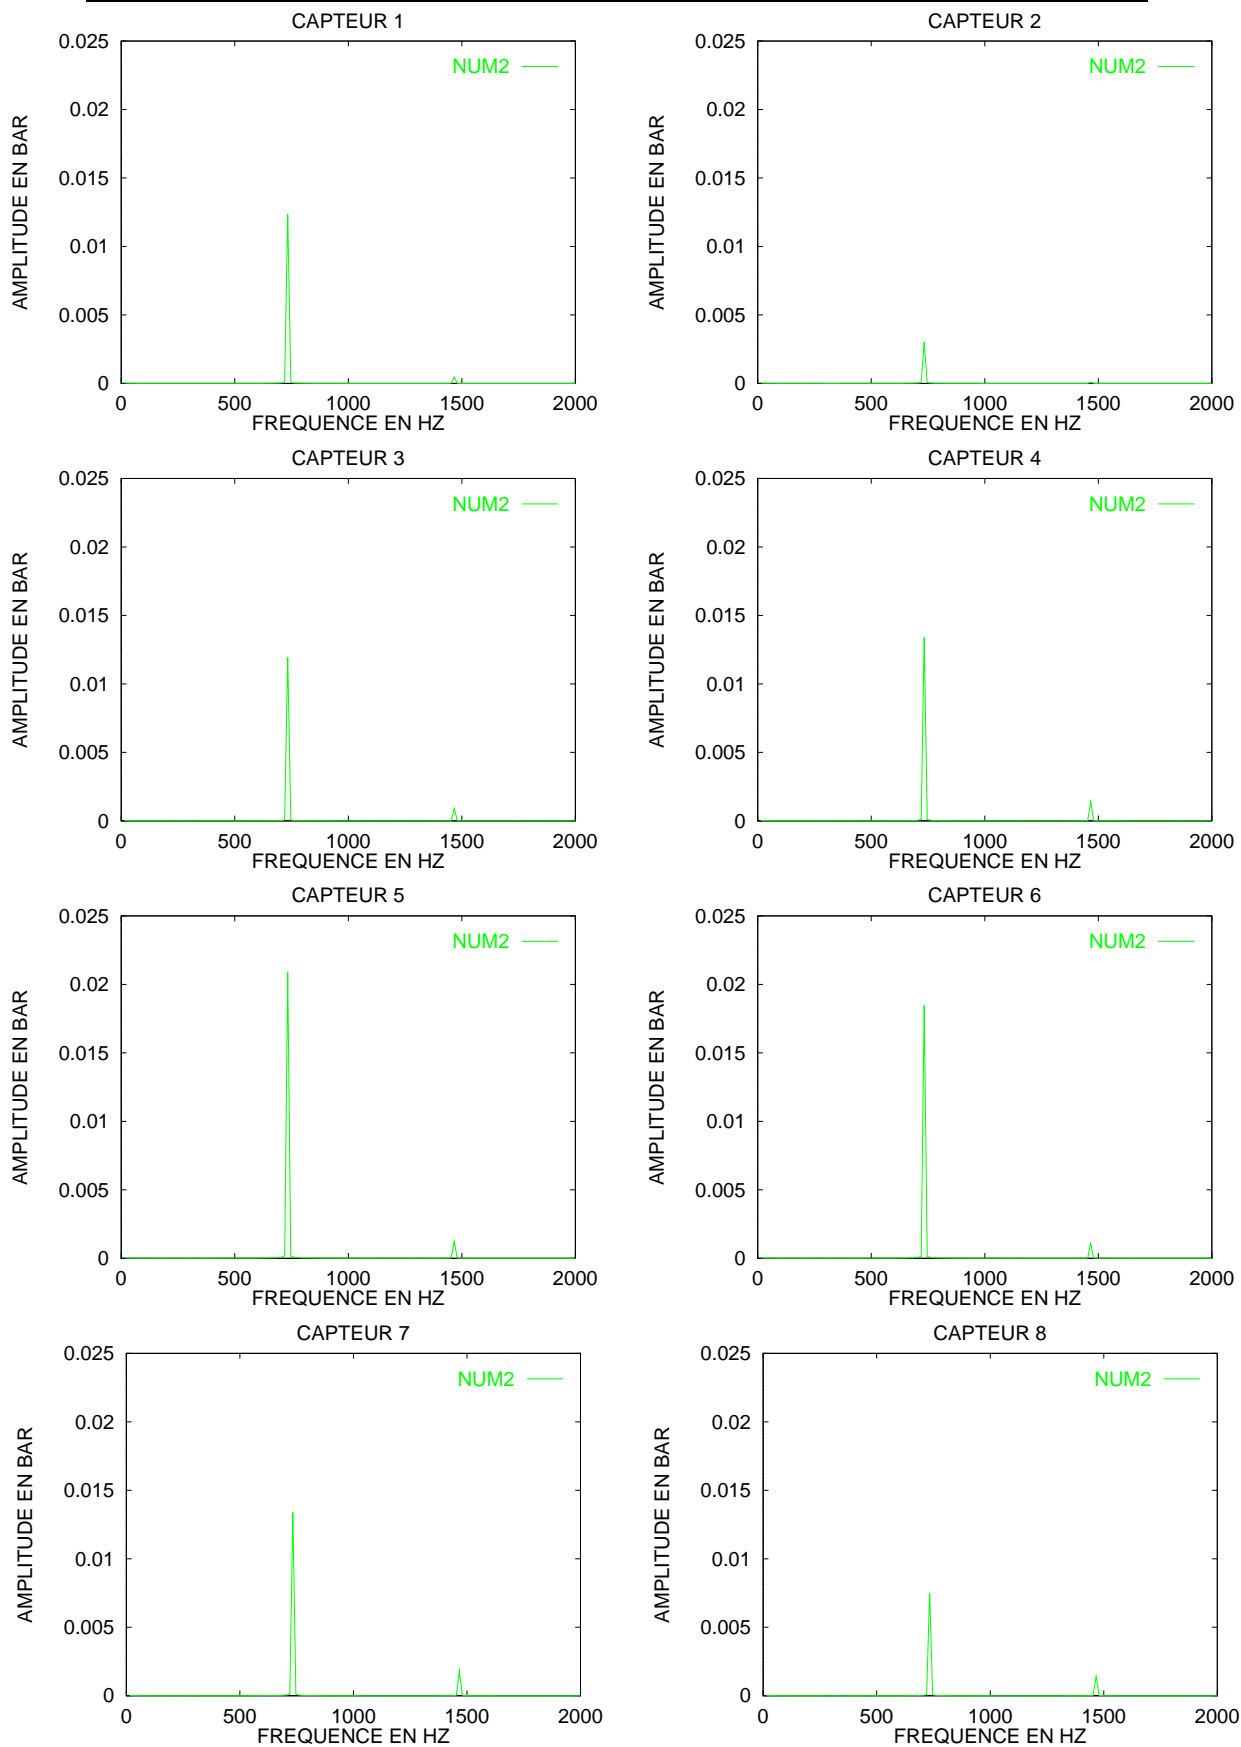 CAPTEUR 1
0.025
0.02
0.015
0.01
0.005
0
AMPLITUDE EN BAR
NUM2
0 500 1000 1500 2000
FREQUENCE EN HZ
CAPTEUR 2
0.025
0.02
0.015
0.01
0.005
0
AMPLITUDE EN BAR
NUM2
0 500 1000 1500 2000
FREQUENCE EN HZ
CAPTEUR 3
0.025
0.02
0.015
0.01
0.005
0
AMPLITUDE EN BAR
NUM2
0 500 1000 1500 2000
FREQUENCE EN HZ
CAPTEUR 4
0.025
0.02
0.015
0.01
0.005
0
AMPLITUDE EN BAR
NUM2
0 500 1000 1500 2000
FREQUENCE EN HZ
CAPTEUR 5
0.025
0.02
0.015
0.01
0.005
0
AMPLITUDE EN BAR
NUM2
0 500 1000 1500 2000
FREQUENCE EN HZ
CAPTEUR 6
0.025
0.02
0.015
0.01
0.005
0
AMPLITUDE EN BAR
NUM2
0 500 1000 1500 2000
FREQUENCE EN HZ
CAPTEUR 7
0.025
0.02
0.015
0.01
0.005
0
AMPLITUDE EN BAR
NUM2
0 500 1000 1500 2000
FREQUENCE EN HZ
CAPTEUR 8
0.025
0.02
0.015
0.01
0.005
0
AMPLITUDE EN BAR
NUM2
0 500 1000 1500 2000
FREQUENCE EN HZ